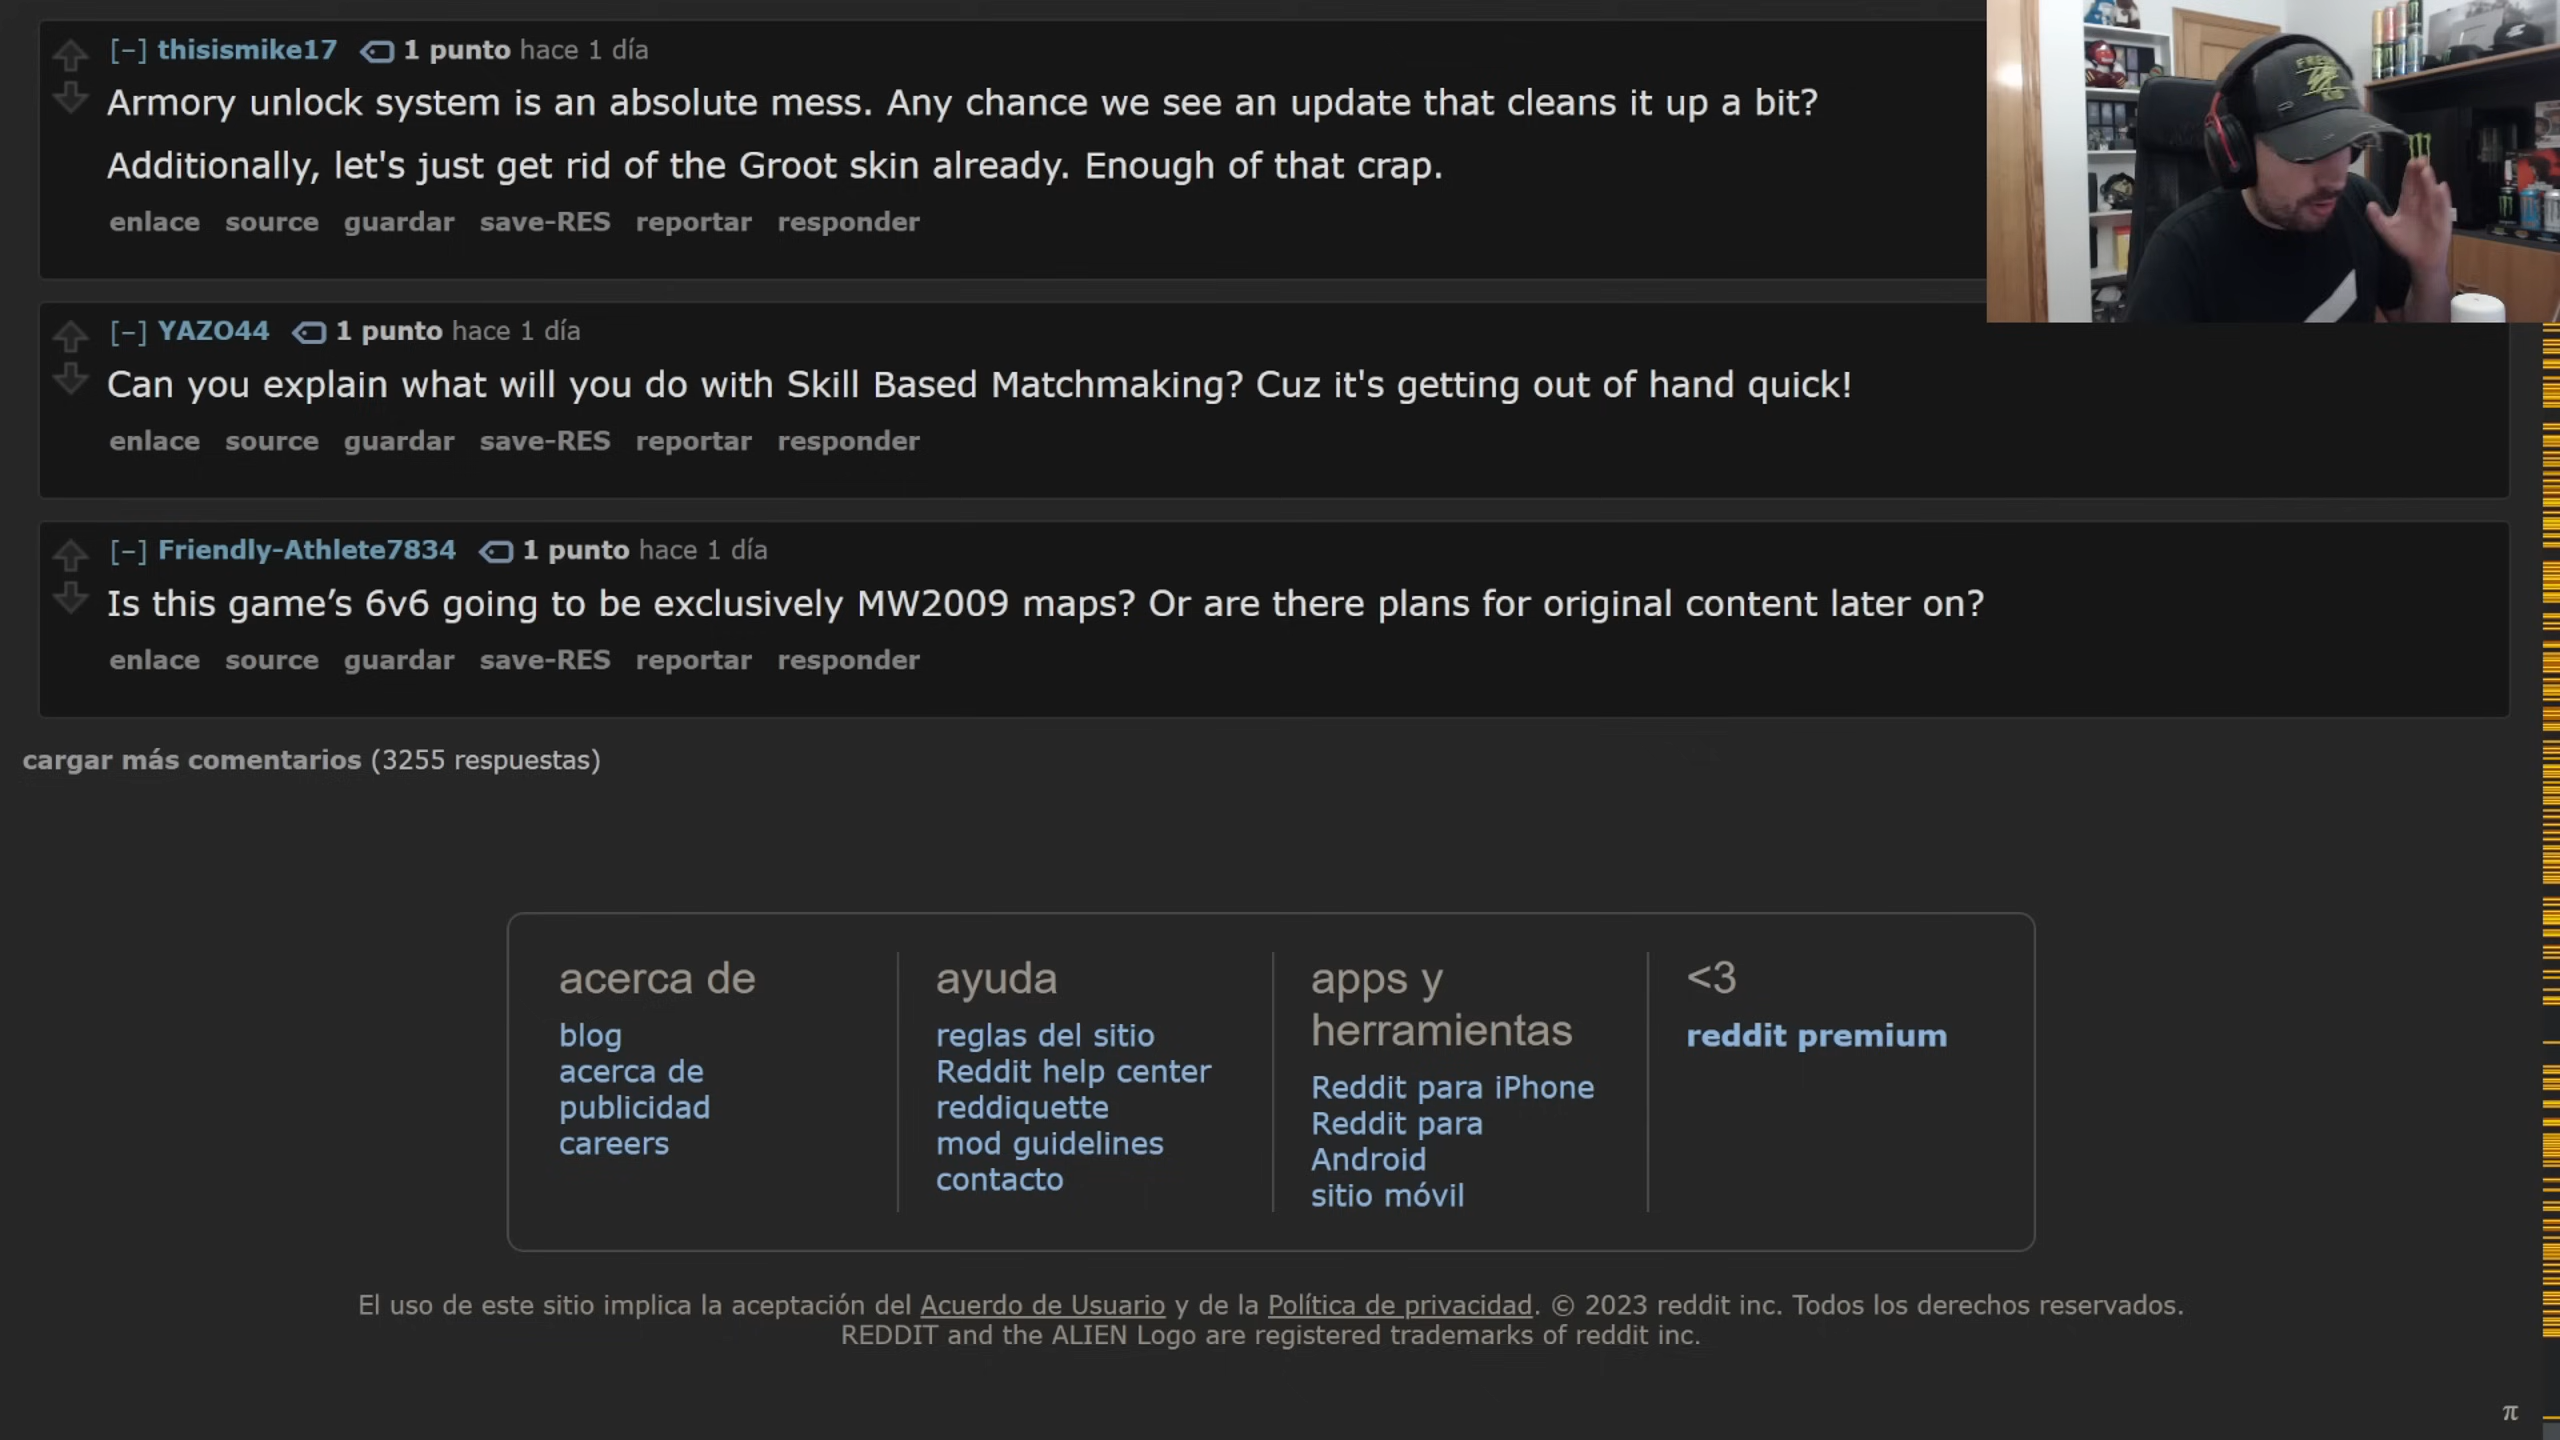 [–] thisismike17 1 punto hace 1 día
Armory unlock system is an absolute mess. Any chance we see an update that cleans it up a bit?
Additionally, let's just get rid of the Groot skin already. Enough of that crap.
enlace source guardar save-RES reportar responder
[–] YAZO44 1 punto hace 1 día
Can you explain what will you do with Skill Based Matchmaking? Cuz it's getting out of hand quick!
enlace source guardar save-RES reportar responder
[–] Friendly-Athlete7834 1 punto hace 1 día
Is this game’s 6v6 going to be exclusively MW2009 maps? Or are there plans for original content later on?
enlace source guardar save-RES reportar responder
cargar más comentarios (3255 respuestas)
acerca de
blog
acerca de
publicidad
careers
ayuda
reglas del sitio
Reddit help center
reddiquette
mod guidelines
contacto
apps y
herramientas
Reddit para iPhone
Reddit para
Android
sitio móvil
<3
reddit premium
El uso de este sitio implica la aceptación del Acuerdo de Usuario y de la Política de privacidad. © 2023 reddit inc. Todos los derechos reservados.
REDDIT and the ALIEN Logo are registered trademarks of reddit inc.
π